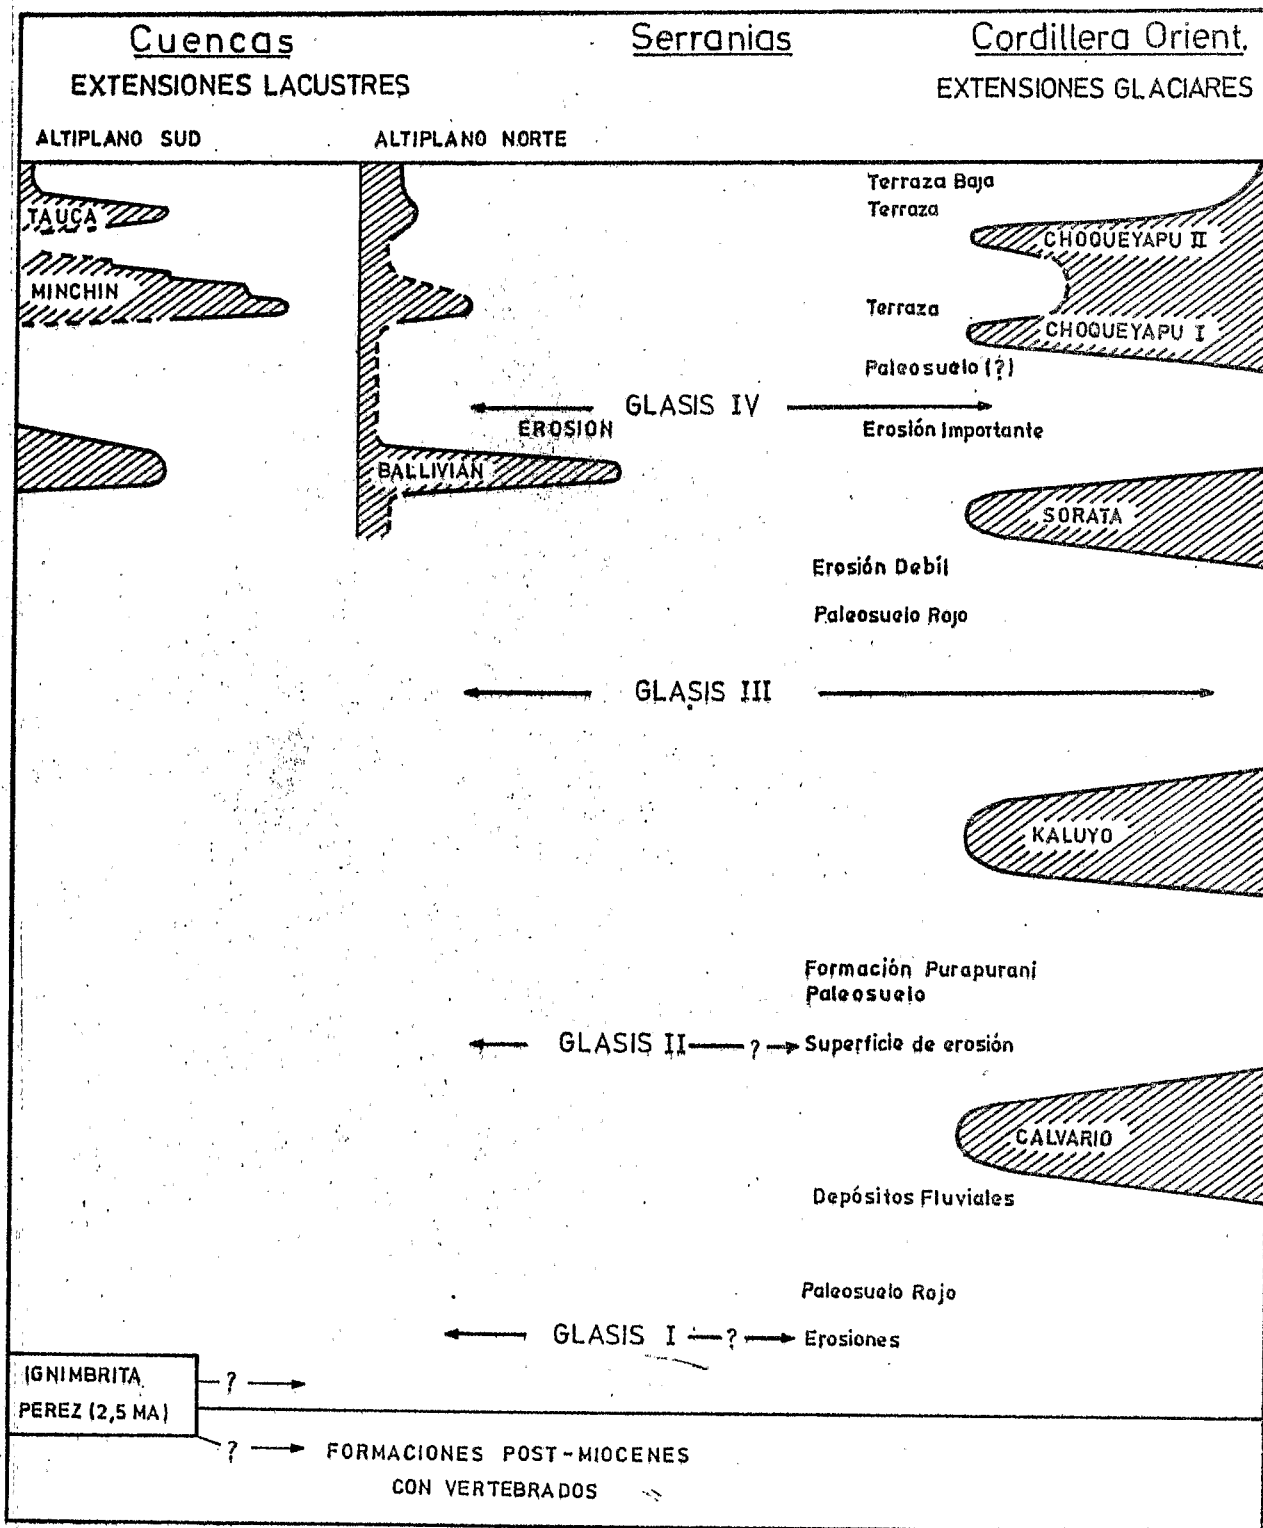 Cuencas
Serranias
Cordillera Orient.
EXTENSIONES LACUSTRES
EXTENSIONES GLACIARES
ALTIPLANO SUD
ALTIPLANO NORTE
Terraza Baja
Terraza
TAUCA
CHOQUEYAPU II
MINCHIN
Terraza
CHOQUEYAPU I
Paleosuelo (?)
GLASIS IV
EROSION
Erosión Importante
BALLIVIÁN
SORATA
Erosión Debíl
Paleosuelo Rojo
GLASIS III
KALUYO
Formación Purapurani
Paleosuelo
GLASIS II ? Superficie de erosión
CALVARIO
Depósitos Fluviales
Paleosuelo Rojo
GLASIS I ? Erosiones
IGNIMBRITA
PEREZ (2,5 MA)
?
? FORMACIONES POST-MIOCENES
CON VERTEBRADOS